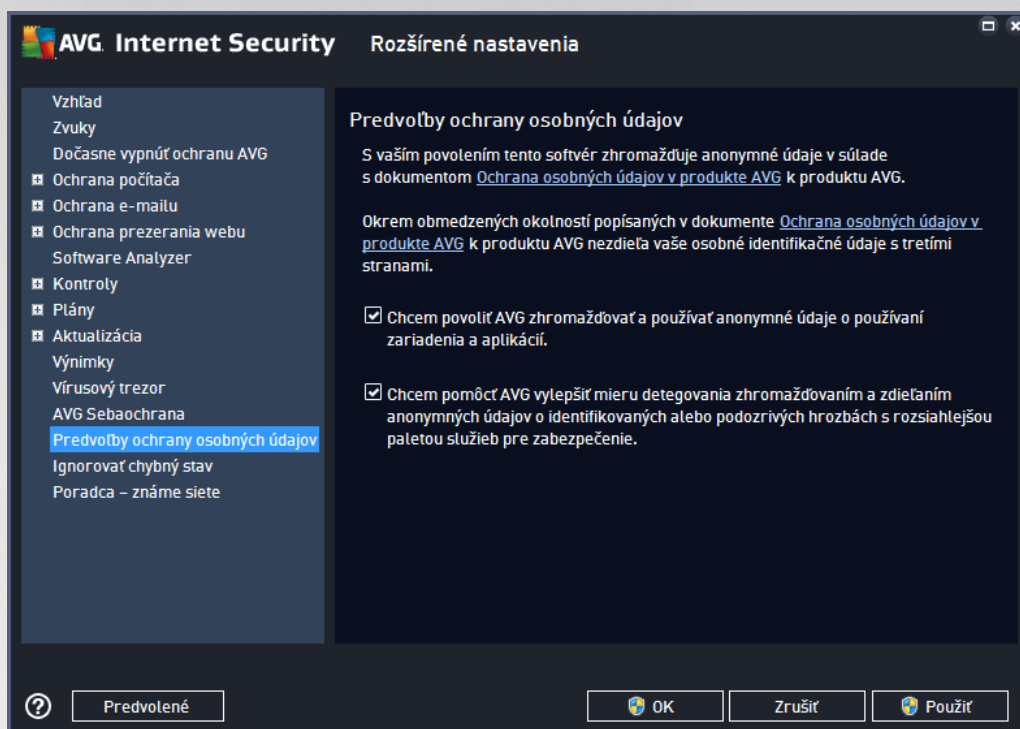 AVG. Internet Security
Rozšírené nastavenia
Vzhľad
Zvuky
Dočasne vypnúť ochranu AVG
Ochrana počítača
Ochrana e-mailu
Ochrana prezerania webu
Software Analyzer
Kontroly
Plány
Aktualizácia
Výnimky
Vírusový trezor
AVG Sebaochrana
Predvoľby ochrany osobných údajov
Ignorovať chybný stav
Poradca – známe siete
Predvoľby ochrany osobných údajov
S vaším povolením tento softvér zhromažďuje anonymné údaje v súlade
s dokumentom Ochrana osobných údajov v produkte AVG k produktu AVG.
Okrem obmedzených okolností popísaných v dokumente Ochrana osobných údajov v
produkte AVG k produktu AVG nezdieľa vaše osobné identifikačné údaje s tretími
stranami.
Chcem povoliť AVG zhromažďovať a používať anonymné údaje o používaní
zariadenia a aplikácií.
Chcem pomôcť AVG vylepšiť mieru detegovania zhromažďovaním a zdieľaním
anonymných údajov o identifikovaných alebo podozrivých hrozbách s rozsiahlejšou
paletou služieb pre zabezpečenie.
Predvolené
OK
Zrušiť
Použiť